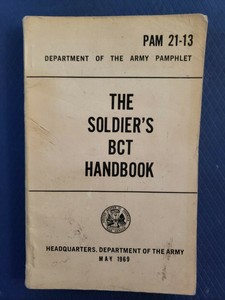 PAM 21-13
DEPARTMENT OF THE ARMY PAMPHLET
THE
SOLDIER'S
BCT
HANDBOOK
HEADQUARTERS, DEPARTMENT OF THE ARMY
MAY 1969